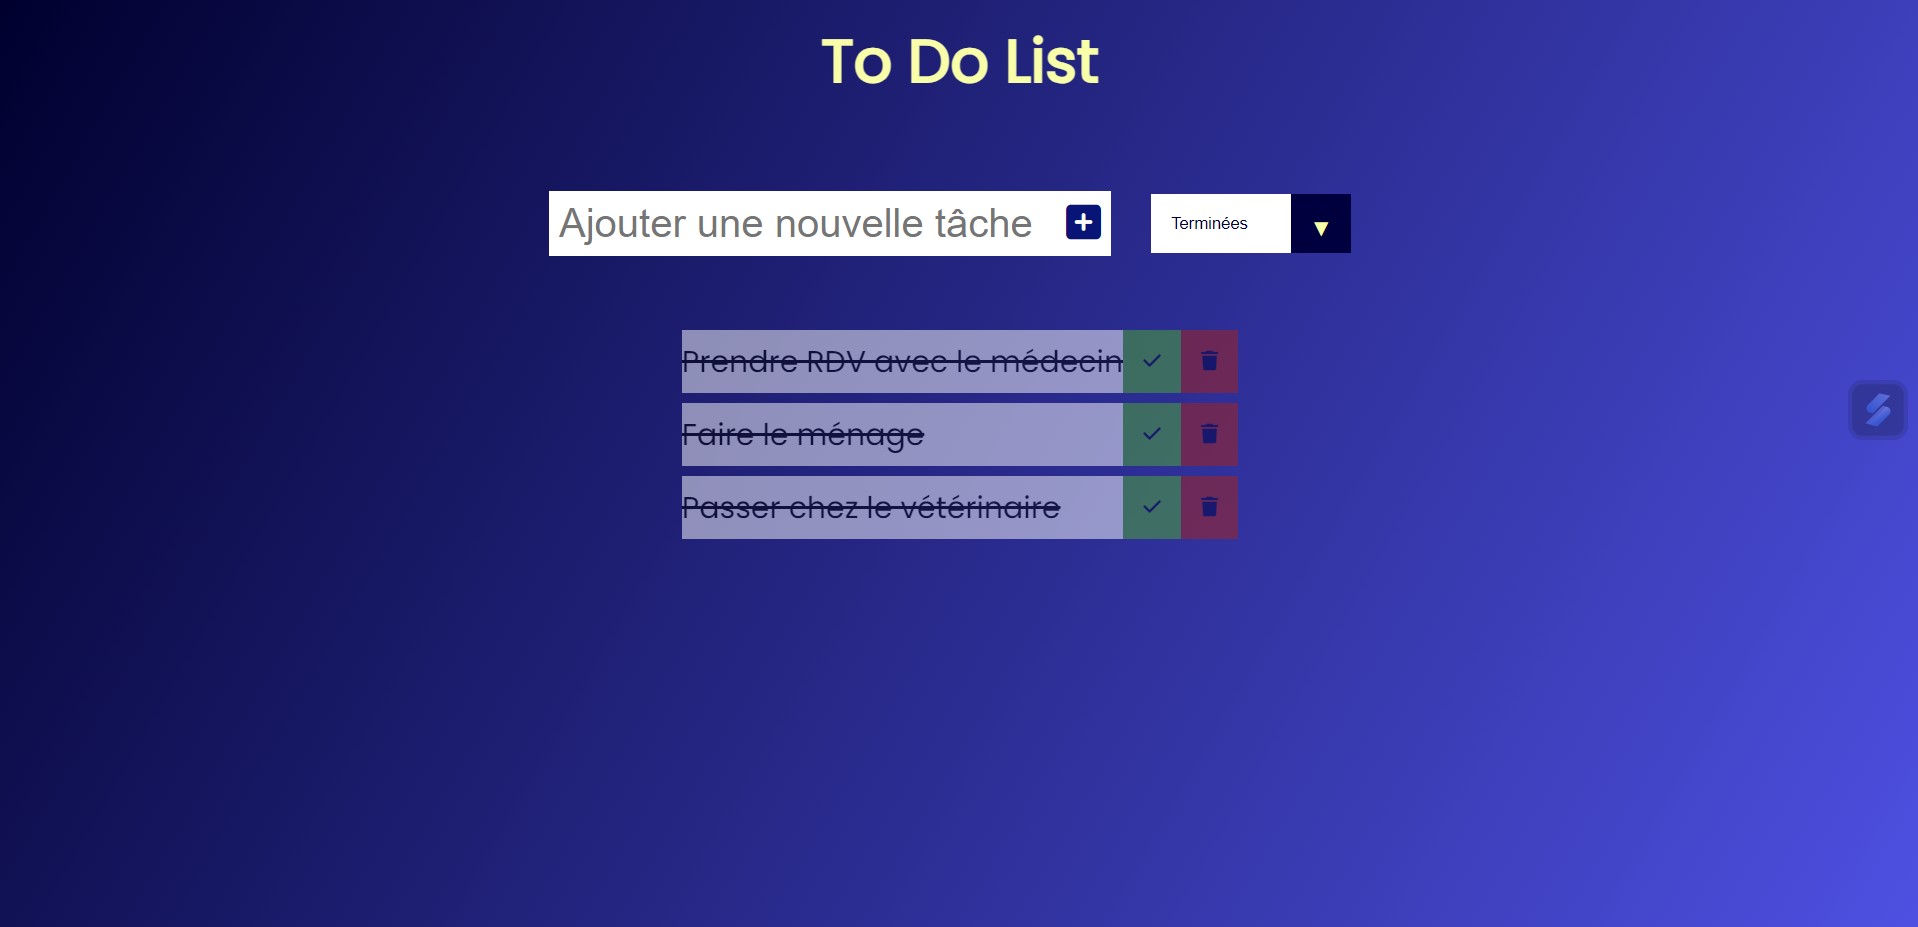 To Do List
Ajouter une nouvelle tâche
Terminées
Prendre RDV avec le médecin
Faire le ménage
Passer chez le vétérinaire